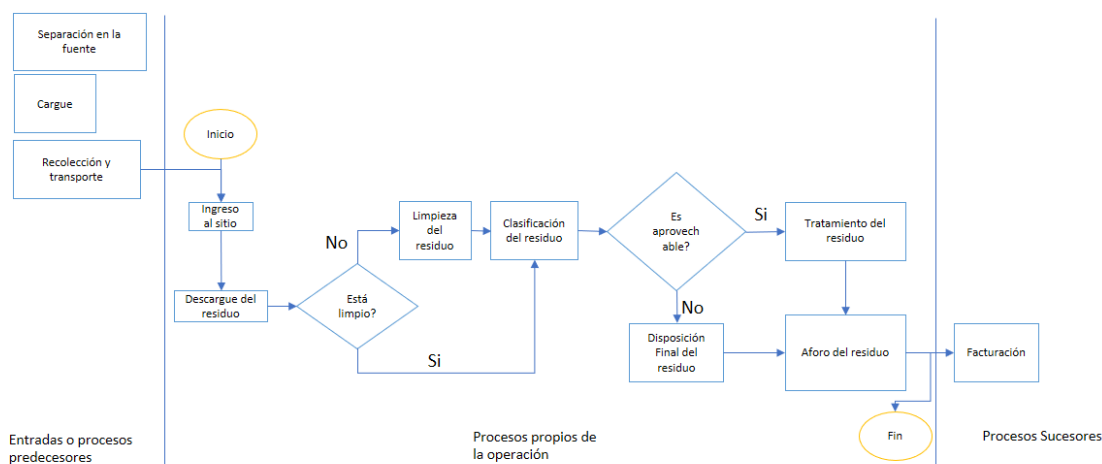 Separación en la
fuente
Cargue
Recolección y
transporte
Inicio
Ingreso
al sitio
Descargue del
residuo
Está
limpio?
No
Si
Limpieza
del
residuo
Clasificación
del residuo
Es
aprovech
able?
Si
No
Tratamiento del
residuo
Disposición
Final del
residuo
Aforo del residuo
Facturación
Fin
Entradas o procesos
predecesores
Procesos propios de
la operación
Procesos Sucesores